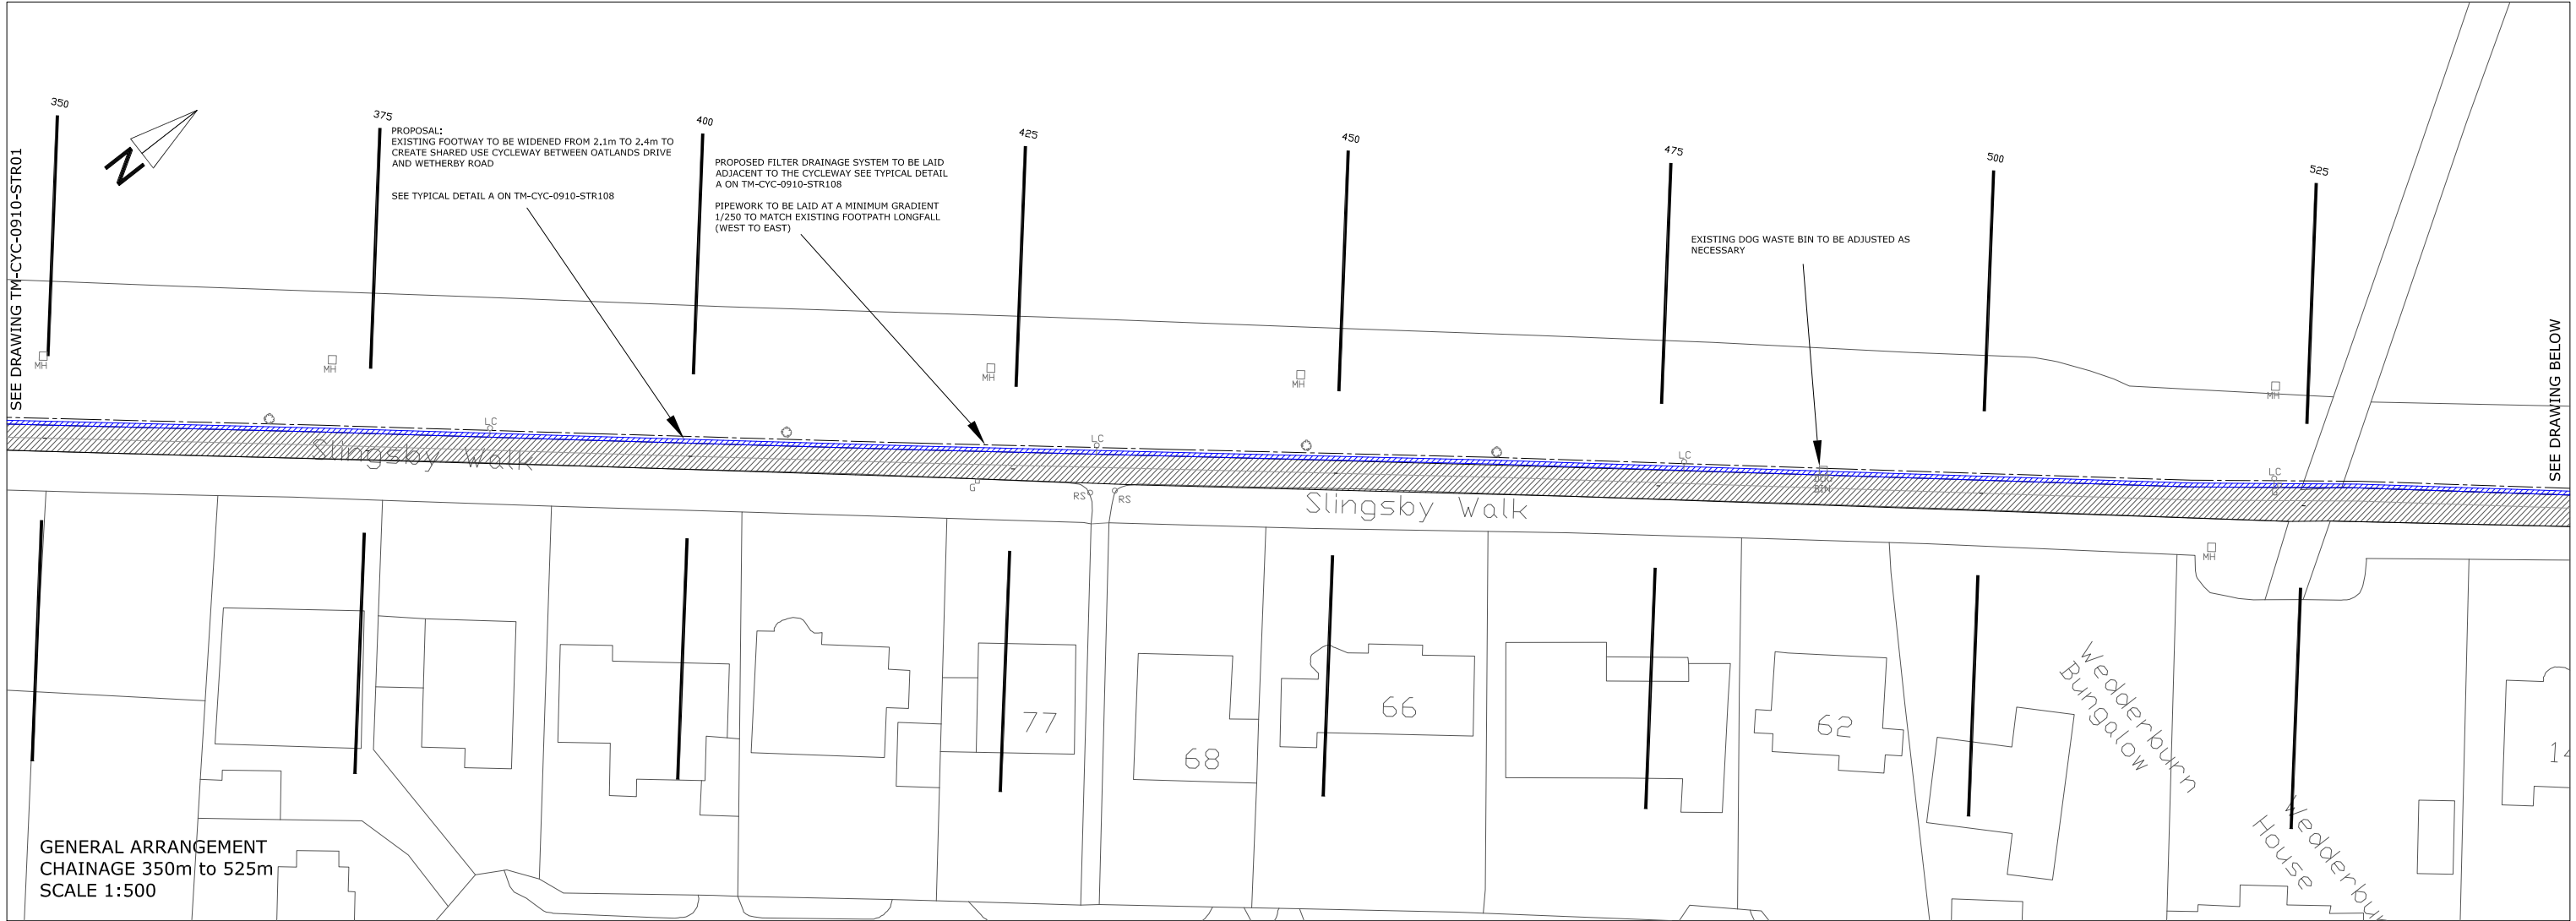 SEE DRAWING TM-CYC-0910-STR01
350
375
400
425
450
475
500
525
N
PROPOSAL:
EXISTING FOOTWAY TO BE WIDENED FROM 2.1m TO 2.4m TO
CREATE SHARED USE CYCLEWAY BETWEEN OATLANDS DRIVE
AND WETHERBY ROAD
SEE TYPICAL DETAIL A ON TM-CYC-0910-STR108
PROPOSED FILTER DRAINAGE SYSTEM TO BE LAID
ADJACENT TO THE CYCLEWAY SEE TYPICAL DETAIL
A ON TM-CYC-0910-STR108
PIPEWORK TO BE LAID AT A MINIMUM GRADIENT
1/250 TO MATCH EXISTING FOOTPATH LONGFALL
(WEST TO EAST)
EXISTING DOG WASTE BIN TO BE ADJUSTED AS
NECESSARY
SEE DRAWING BELOW
MH
MH
MH
MH
MH
LC
LC
LC
LC
Slingsby Walk
DOG
BIN
G
G
RS
RS
Slingsby Walk
MH
77
68
66
62
14
Wedderburn
Bungalow
Wedderbur
House
GENERAL ARRANGEMENT
CHAINAGE 350m to 525m
SCALE 1:500